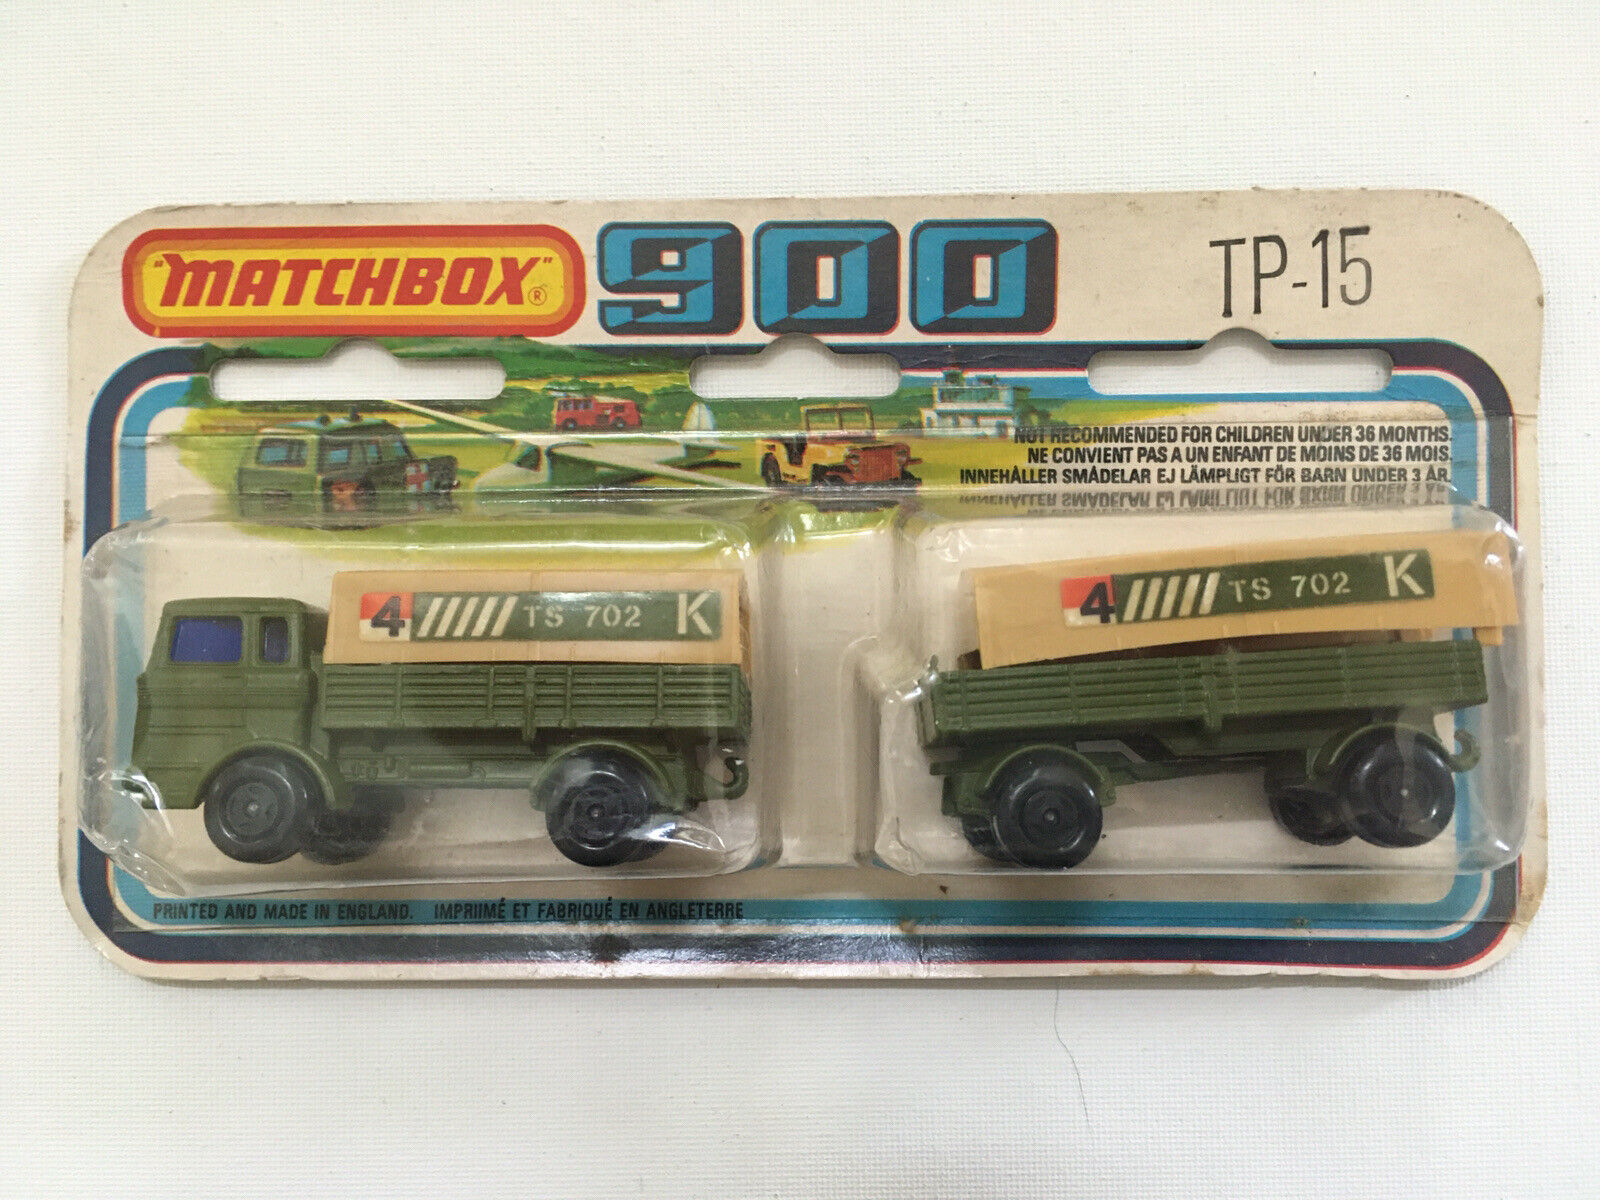 "MATCHBOX"®
900
TP-15
NOT RECOMMENDED FOR CHILDREN UNDER 36 MONTHS.
NE CONVIENT PAS A UN ENFANT DE MOINS DE 36 MOIS.
INNEHÅLLER SMÅDELAR EJ LÄMPLIGT FÖR BARN UNDER 3 ÅR.
4 TS 702 K
4 TS 702 K
PRINTED AND MADE IN ENGLAND. IMPRIIMÉ ET FABRIQUÉ EN ANGLETERRE